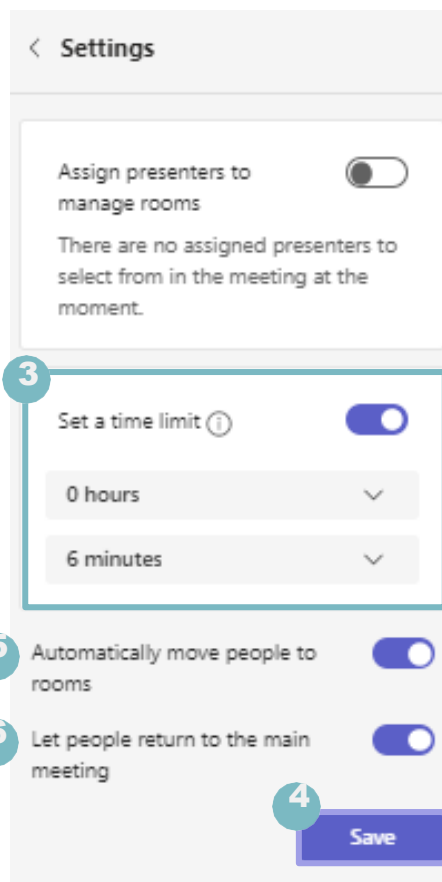 Settings
Assign presenters to
manage rooms
There are no assigned presenters to
select from in the meeting at the
moment.
3
Set a time limit
0 hours
6 minutes
5
Automatically move people to
rooms
6
Let people return to the main
meeting
4
Save